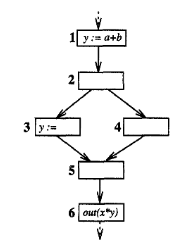 1 y := a+b
2
3 y := 4
5
6 out(x*y)